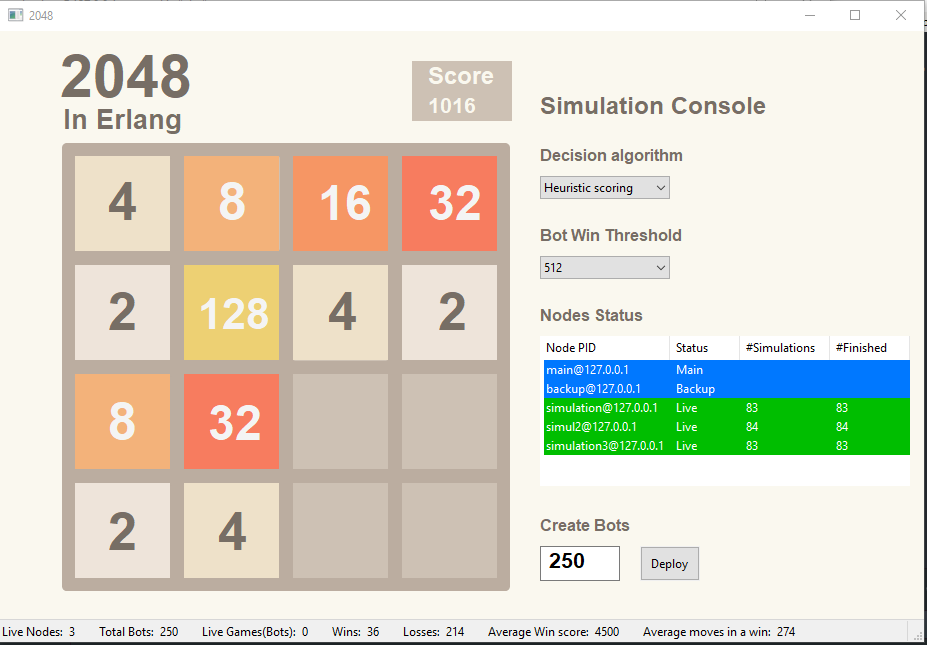 2048
2048
In Erlang
Score
1016
4 8 16 32
2 128 4 2
8 32
2 4
Simulation Console
Decision algorithm
Heuristic scoring
Bot Win Threshold
512
Nodes Status
Node PID Status #Simulations #Finished
main@127.0.0.1 Main
backup@127.0.0.1 Backup
simulation@127.0.0.1 Live 83 83
simul2@127.0.0.1 Live 84 84
simulation3@127.0.0.1 Live 83 83
Create Bots
250 Deploy
Live Nodes: 3 Total Bots: 250 Live Games(Bots): 0 Wins: 36 Losses: 214 Average Win score: 4500 Average moves in a win: 274